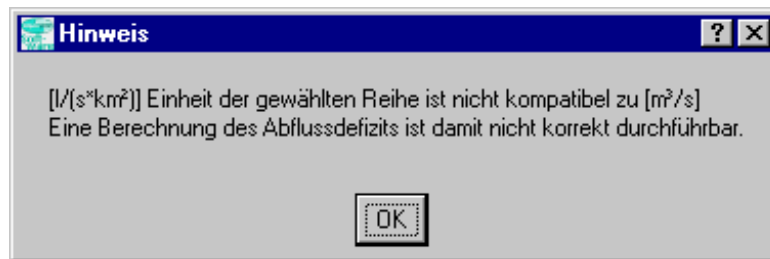 Hinweis
[l/(s*km²)] Einheit der gewählten Reihe ist nicht kompatibel zu [m³/s]
Eine Berechnung des Abflussdefizits ist damit nicht korrekt durchführbar.
OK